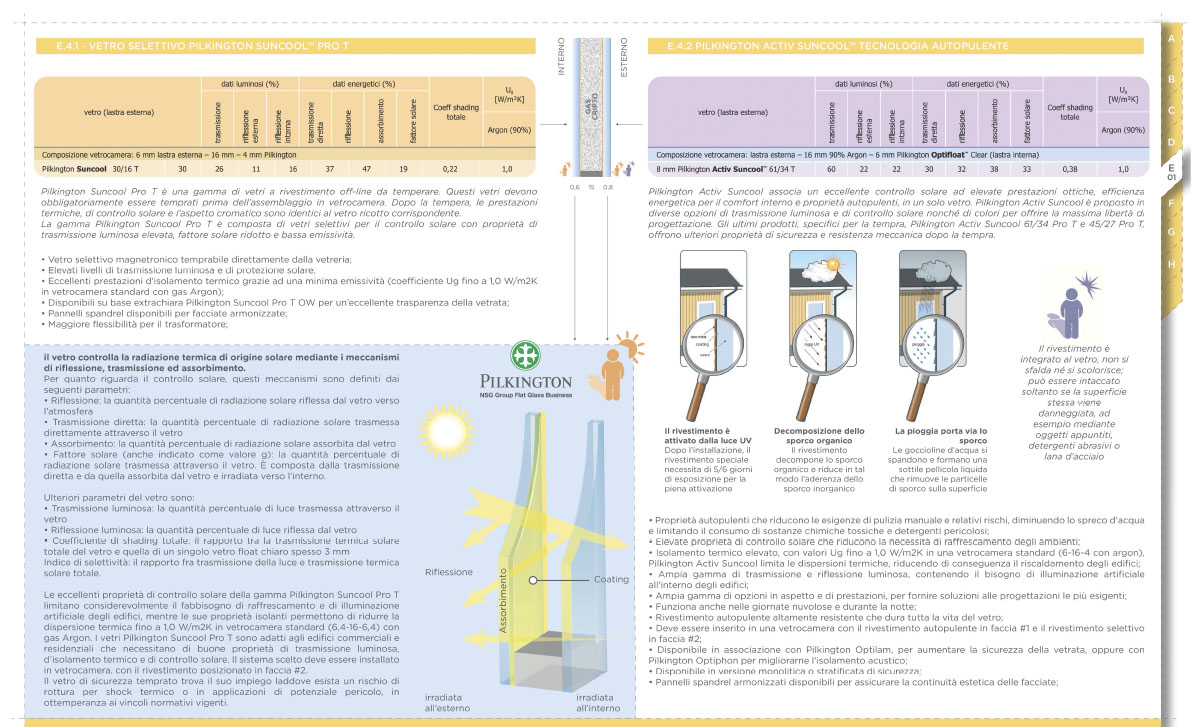 E.4.1 - VETRO SELETTIVO PILKINGTON SUNCOOL™ PRO T
vetro (lastra esterna)
dati luminosi (%)
dati energetici (%)
trasmissione
riflessione esterna
riflessione interna
trasmissione diretta
riflessione
assorbimento
fattore solare
Coeff shading totale
Ug [W/m²K]
Argon (90%)
Composizione vetrocamera: 6 mm lastra esterna – 16 mm – 4 mm Pilkington
Pilkington Suncool 30/16 T 30 26 11 16 37 47 19 0,22 1,0
Pilkington Suncool Pro T è una gamma di vetri a rivestimento off-line da temperare. Questi vetri devono
obbligatoriamente essere temprati prima dell'assemblaggio in vetrocamera. Dopo la tempera, le prestazioni
termiche, di controllo solare e l'aspetto cromatico sono identici al vetro ricotto corrispondente.
La gamma Pilkington Suncool Pro T è composta di vetri selettivi per il controllo solare con proprietà di
trasmissione luminosa elevata, fattore solare ridotto e bassa emissività.
• Vetro selettivo magnetronico temprabile direttamente dalla vetreria;
• Elevati livelli di trasmissione luminosa e di protezione solare,
• Eccellenti prestazioni d'isolamento termico grazie ad una minima emissività (coefficiente Ug fino a 1,0 W/m2K
in vetrocamera standard con gas Argon);
• Disponibili su base extrachiara Pilkington Suncool Pro T OW per un'eccellente trasparenza della vetrata;
• Pannelli spandrel disponibili per facciate armonizzate;
• Maggiore flessibilità per il trasformatore;
il vetro controlla la radiazione termica di origine solare mediante i meccanismi
di riflessione, trasmissione ed assorbimento.
Per quanto riguarda il controllo solare, questi meccanismi sono definiti dai
seguenti parametri:
• Riflessione: la quantità percentuale di radiazione solare riflessa dal vetro verso
l'atmosfera
• Trasmissione diretta: la quantità percentuale di radiazione solare trasmessa
direttamente attraverso il vetro
• Assorbimento: la quantità percentuale di radiazione solare assorbita dal vetro
• Fattore solare (anche indicato come valore g): la quantità percentuale di
radiazione solare trasmessa attraverso il vetro. È composta dalla trasmissione
diretta e da quella assorbita dal vetro e irradiata verso l'interno.
Ulteriori parametri del vetro sono:
• Trasmissione luminosa: la quantità percentuale di luce trasmessa attraverso il
vetro
• Riflessione luminosa: la quantità percentuale di luce riflessa dal vetro
• Coefficiente di shading totale: il rapporto tra la trasmissione termica solare
totale del vetro e quella di un singolo vetro float chiaro spesso 3 mm
Indice di selettività: il rapporto fra trasmissione della luce e trasmissione termica
solare totale.
Le eccellenti proprietà di controllo solare della gamma Pilkington Suncool Pro T
limitano considerevolmente il fabbisogno di raffrescamento e di illuminazione
artificiale degli edifici, mentre le sue proprietà isolanti permettono di ridurre la
dispersione termica fino a 1,0 W/m2K in vetrocamera standard (6,4-16-6,4) con
gas Argon. I vetri Pilkington Suncool Pro T sono adatti agli edifici commerciali e
residenziali che necessitano di buone proprietà di trasmissione luminosa,
d'isolamento termico e di controllo solare. Il sistema scelto deve essere installato
in vetrocamera, con il rivestimento posizionato in faccia #2.
Il vetro di sicurezza temprato trova il suo impiego laddove esista un rischio di
rottura per shock termico o in applicazioni di potenziale pericolo, in
ottemperanza ai vincoli normativi vigenti.
INTERNO
ESTERNO
GAS CRIPTO
0,6 15 0,8
PILKINGTON
NSG Group Flat Glass Business
Riflessione
Assorbimento
Coating
irradiata
all'esterno
irradiata
all'interno
E.4.2 PILKINGTON ACTIV SUNCOOL™ TECNOLOGIA AUTOPULENTE
vetro (lastra esterna)
dati luminosi (%)
dati energetici (%)
trasmissione
riflessione esterna
riflessione interna
trasmissione diretta
riflessione
assorbimento
fattore solare
Coeff shading totale
Ug [W/m²K]
Argon (90%)
Composizione vetrocamera: lastra esterna – 16 mm 90% Argon – 6 mm Pilkington Optifloat™ Clear (lastra interna)
8 mm Pilkington Activ Suncool™ 61/34 T 60 22 22 30 32 38 33 0,38 1,0
Pilkington Activ Suncool associa un eccellente controllo solare ad elevate prestazioni ottiche, efficienza
energetica per il comfort interno e proprietà autopulenti, in un solo vetro. Pilkington Activ Suncool è proposto in
diverse opzioni di trasmissione luminosa e di controllo solare nonché di colori per offrire la massima libertà di
progettazione. Gli ultimi prodotti, specifici per la tempra, Pilkington Activ Suncool 61/34 Pro T e 45/27 Pro T,
offrono ulteriori proprietà di sicurezza e resistenza meccanica dopo la tempra.
coating
vetro
raggi UV
pioggia
Il rivestimento è
attivato dalla luce UV
Dopo l'installazione, il
rivestimento speciale
necessita di 5/6 giorni
di esposizione per la
piena attivazione
Decomposizione dello
sporco organico
Il rivestimento
decompone lo sporco
organico e riduce in tal
modo l'aderenza dello
sporco inorganico
La pioggia porta via lo
sporco
Le goccioline d'acqua si
spandono e formano una
sottile pellicola liquida
che rimuove le particelle
di sporco sulla superficie
Il rivestimento è
integrato al vetro, non si
sfalda né si scolorisce;
può essere intaccato
soltanto se la superficie
stessa viene
danneggiata, ad
esempio mediante
oggetti appuntiti,
detergenti abrasivi o
lana d'acciaio
• Proprietà autopulenti che riducono le esigenze di pulizia manuale e relativi rischi, diminuendo lo spreco d'acqua
e limitando il consumo di sostanze chimiche tossiche e detergenti pericolosi;
• Elevate proprietà di controllo solare che riducono la necessità di raffrescamento degli ambienti;
• Isolamento termico elevato, con valori Ug fino a 1,0 W/m2K in una vetrocamera standard (6-16-4 con argon),
Pilkington Activ Suncool limita le dispersioni termiche, riducendo di conseguenza il riscaldamento degli edifici;
• Ampia gamma di trasmissione e riflessione luminosa, contenendo il bisogno di illuminazione artificiale
all'interno degli edifici;
• Ampia gamma di opzioni in aspetto e di prestazioni, per fornire soluzioni alle progettazioni le più esigenti;
• Funziona anche nelle giornate nuvolose e durante la notte;
• Rivestimento autopulente altamente resistente che dura tutta la vita del vetro;
• Deve essere inserito in una vetrocamera con il rivestimento autopulente in faccia #1 e il rivestimento selettivo
in faccia #2;
• Disponibile in associazione con Pilkington Optilam, per aumentare la sicurezza della vetrata, oppure con
Pilkington Optiphon per migliorarne l'isolamento acustico;
• Disponibile in versione monolitica o stratificata di sicurezza;
• Pannelli spandrel armonizzati disponibili per assicurare la continuità estetica delle facciate;
A
B
C
D
E
01
F
G
H